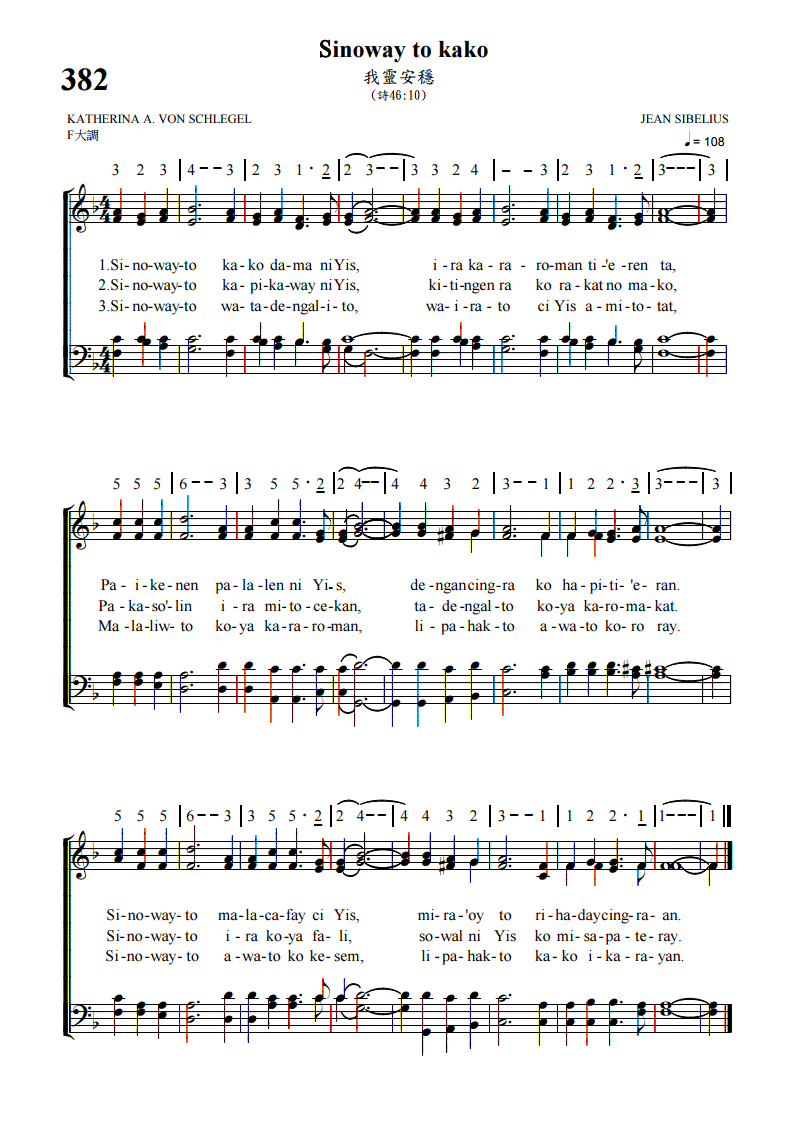 Sinoway to kako
382
我靈安穩
(詩46:10)
KATHERINA A. VON SCHLEGEL
JEAN SIBELIUS
F大調
= 108
3 2 3 | 4 - - 3 | 2 3 1 · 2 | 2 3 - - | 3 3 2 4 | - - 3 | 2 3 1 · 2 | 3 - - - | 3 |
1.Si-no-way-to ka-ko da-ma ni Yis, i-ra ka-ra-ro-man ti-'e-ren ta,
2.Si-no-way-to ka-pi-ka-way ni Yis, ki-ti-ngen ra ko ra-kat no ma-ko,
3.Si-no-way-to wa-ta-de-ngal-i-to, wa-i-ra-to ci Yis a-mi-to-tat,
5 5 5 | 6 - - 3 | 3 5 5 · 2 | 2 4 - - | 4 4 3 2 | 3 - - 1 | 1 2 2 · 3 | 3 - - - | 3 |
Pa-i-ke-nen pa-la-len ni Yi-s, de-ngan cing-ra ko ha-pi-ti-'e-ran.
Pa-ka-so'-lin i-ra mi-to-ce-kan, ta-de-ngal-to ko-ya ka-ro-ma-kat.
Ma-la-liw-to ko-ya ka-ra-ro-man, li-pa-hak-to a-wa-to ko-ro ray.
5 5 5 | 6 - - 3 | 3 5 5 · 2 | 2 4 - - | 4 4 3 2 | 3 - - 1 | 1 2 2 · 1 | 1 - - - | 1 ||
Si-no-way-to ma-la-ca-fay ci Yis, mi-ra-'oy to ri-ha-day cing-ra-an.
Si-no-way-to i-ra ko-ya fa-li, so-wal ni Yis ko mi-sa-pa-te-ray.
Si-no-way-to a-wa-to ko ke-sem, li-pa-hak-to ka-ko i-ka-ra-yan.